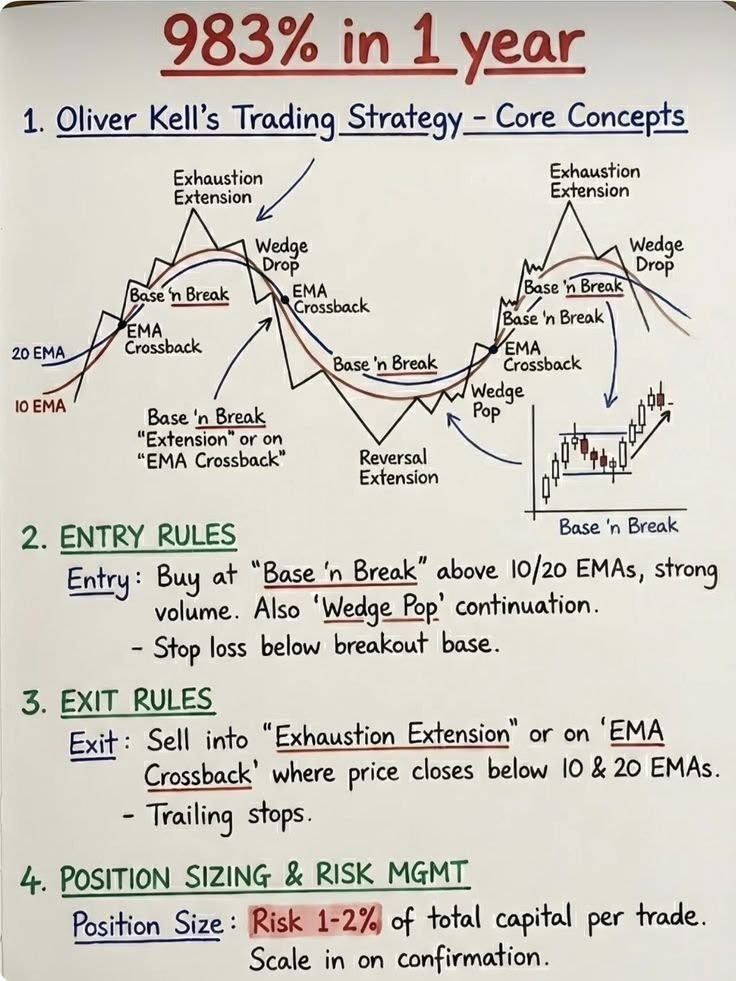 983% in 1 year
1. Oliver Kell's Trading Strategy – Core Concepts
Exhaustion
Extension
Wedge
Drop
Base 'n Break
EMA
Crossback
EMA
Crossback
20 EMA
10 EMA
Base 'n Break
"Extension" or on
"EMA Crossback"
Base 'n Break
Reversal
Extension
Wedge
Pop
Exhaustion
Extension
Wedge
Drop
Base 'n Break
Base 'n Break
EMA
Crossback
Base 'n Break
2. ENTRY RULES
Entry: Buy at "Base 'n Break" above 10/20 EMAs, strong
volume. Also 'Wedge Pop' continuation.
- Stop loss below breakout base.
3. EXIT RULES
Exit: Sell into "Exhaustion Extension" or on 'EMA
Crossback' where price closes below 10 & 20 EMAs.
- Trailing stops.
4. POSITION SIZING & RISK MGMT
Position Size: Risk 1-2% of total capital per trade.
Scale in on confirmation.